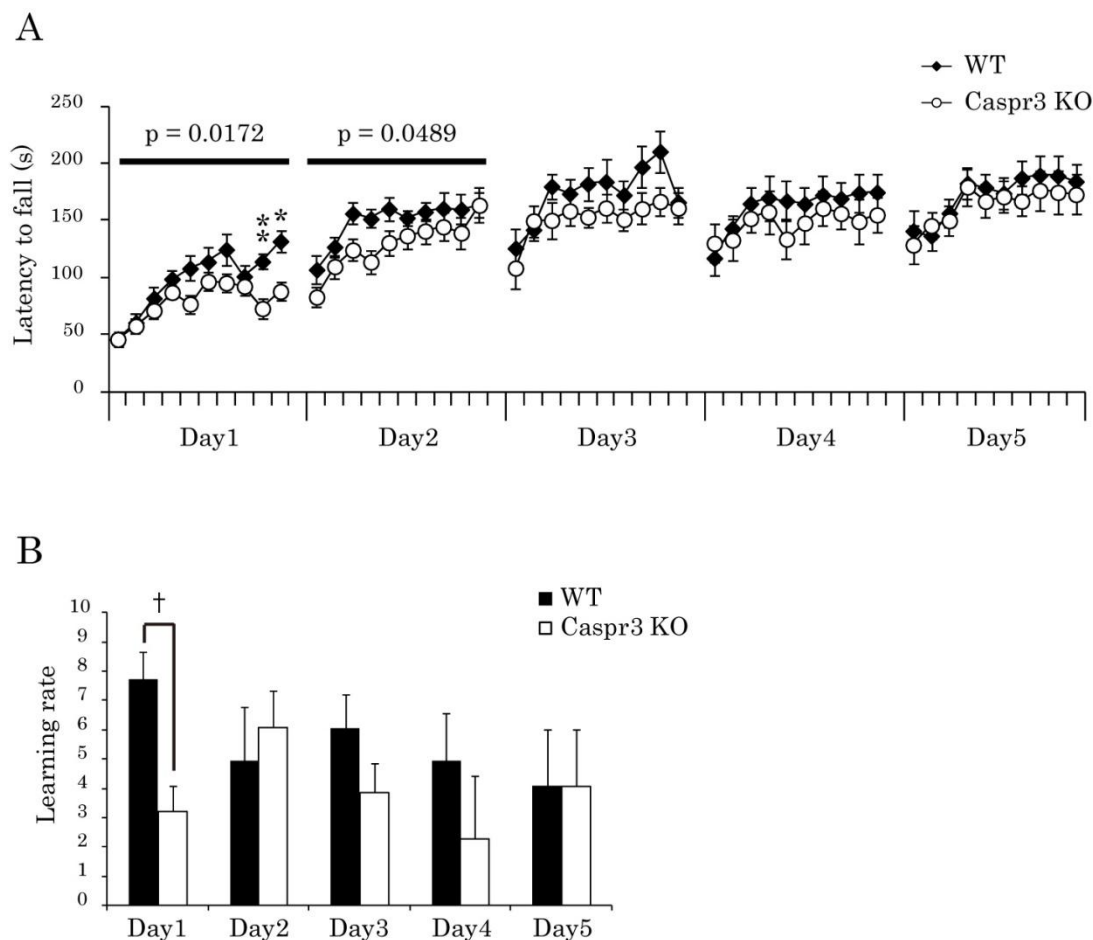 A
WT
Caspr3 KO
Latency to fall (s)
250
200
150
100
50
0
p = 0.0172
p = 0.0489
* *
*
Day1
Day2
Day3
Day4
Day5
B
WT
Caspr3 KO
Learning rate
10
9
8
7
6
5
4
3
2
1
0
†
Day1
Day2
Day3
Day4
Day5